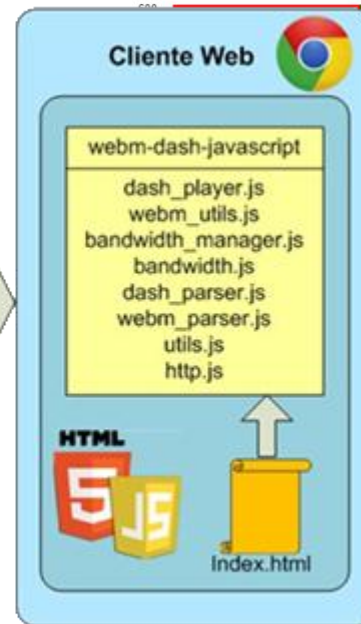 Cliente Web
webm-dash-javascript
dash_player.js
webm_utils.js
bandwidth_manager.js
bandwidth.js
dash_parser.js
webm_parser.js
utils.js
http.js
HTML
5
JS
Index.html